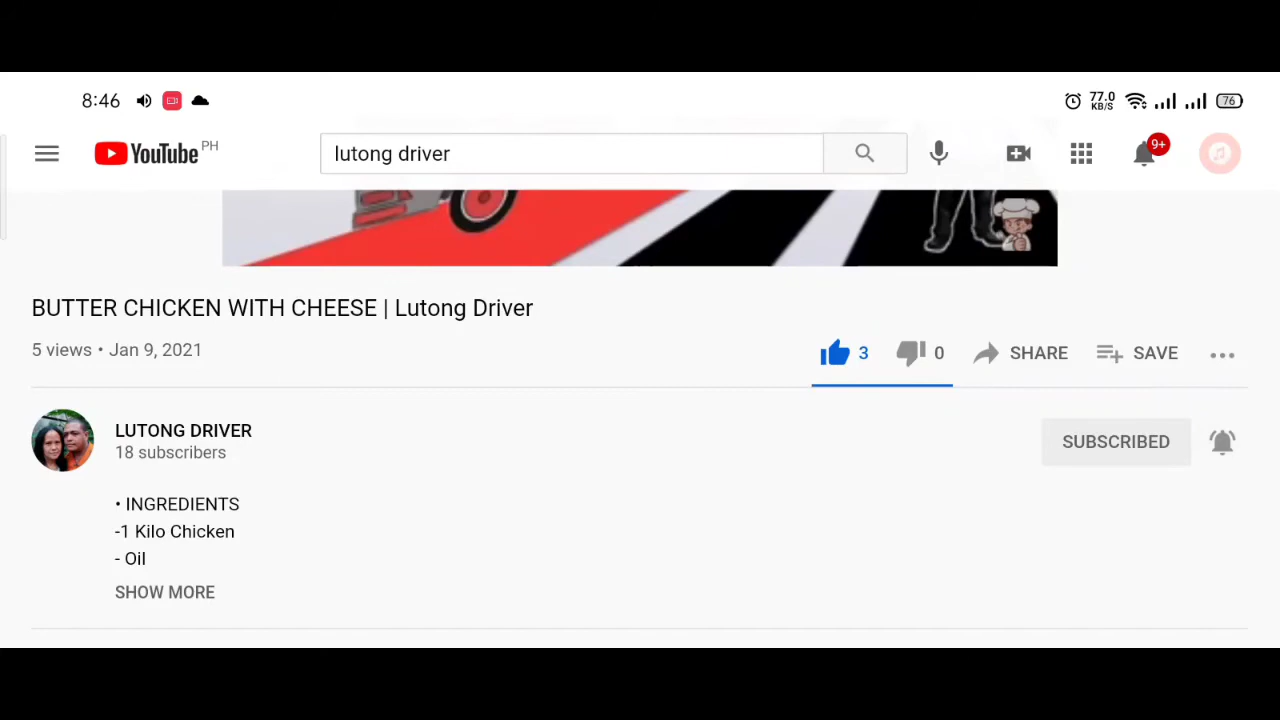 8:46 77.0 KB/S 76
YouTube PH lutong driver 9+
BUTTER CHICKEN WITH CHEESE | Lutong Driver
5 views • Jan 9, 2021
3 0 SHARE SAVE
LUTONG DRIVER
18 subscribers
SUBSCRIBED
• INGREDIENTS
-1 Kilo Chicken
- Oil
SHOW MORE